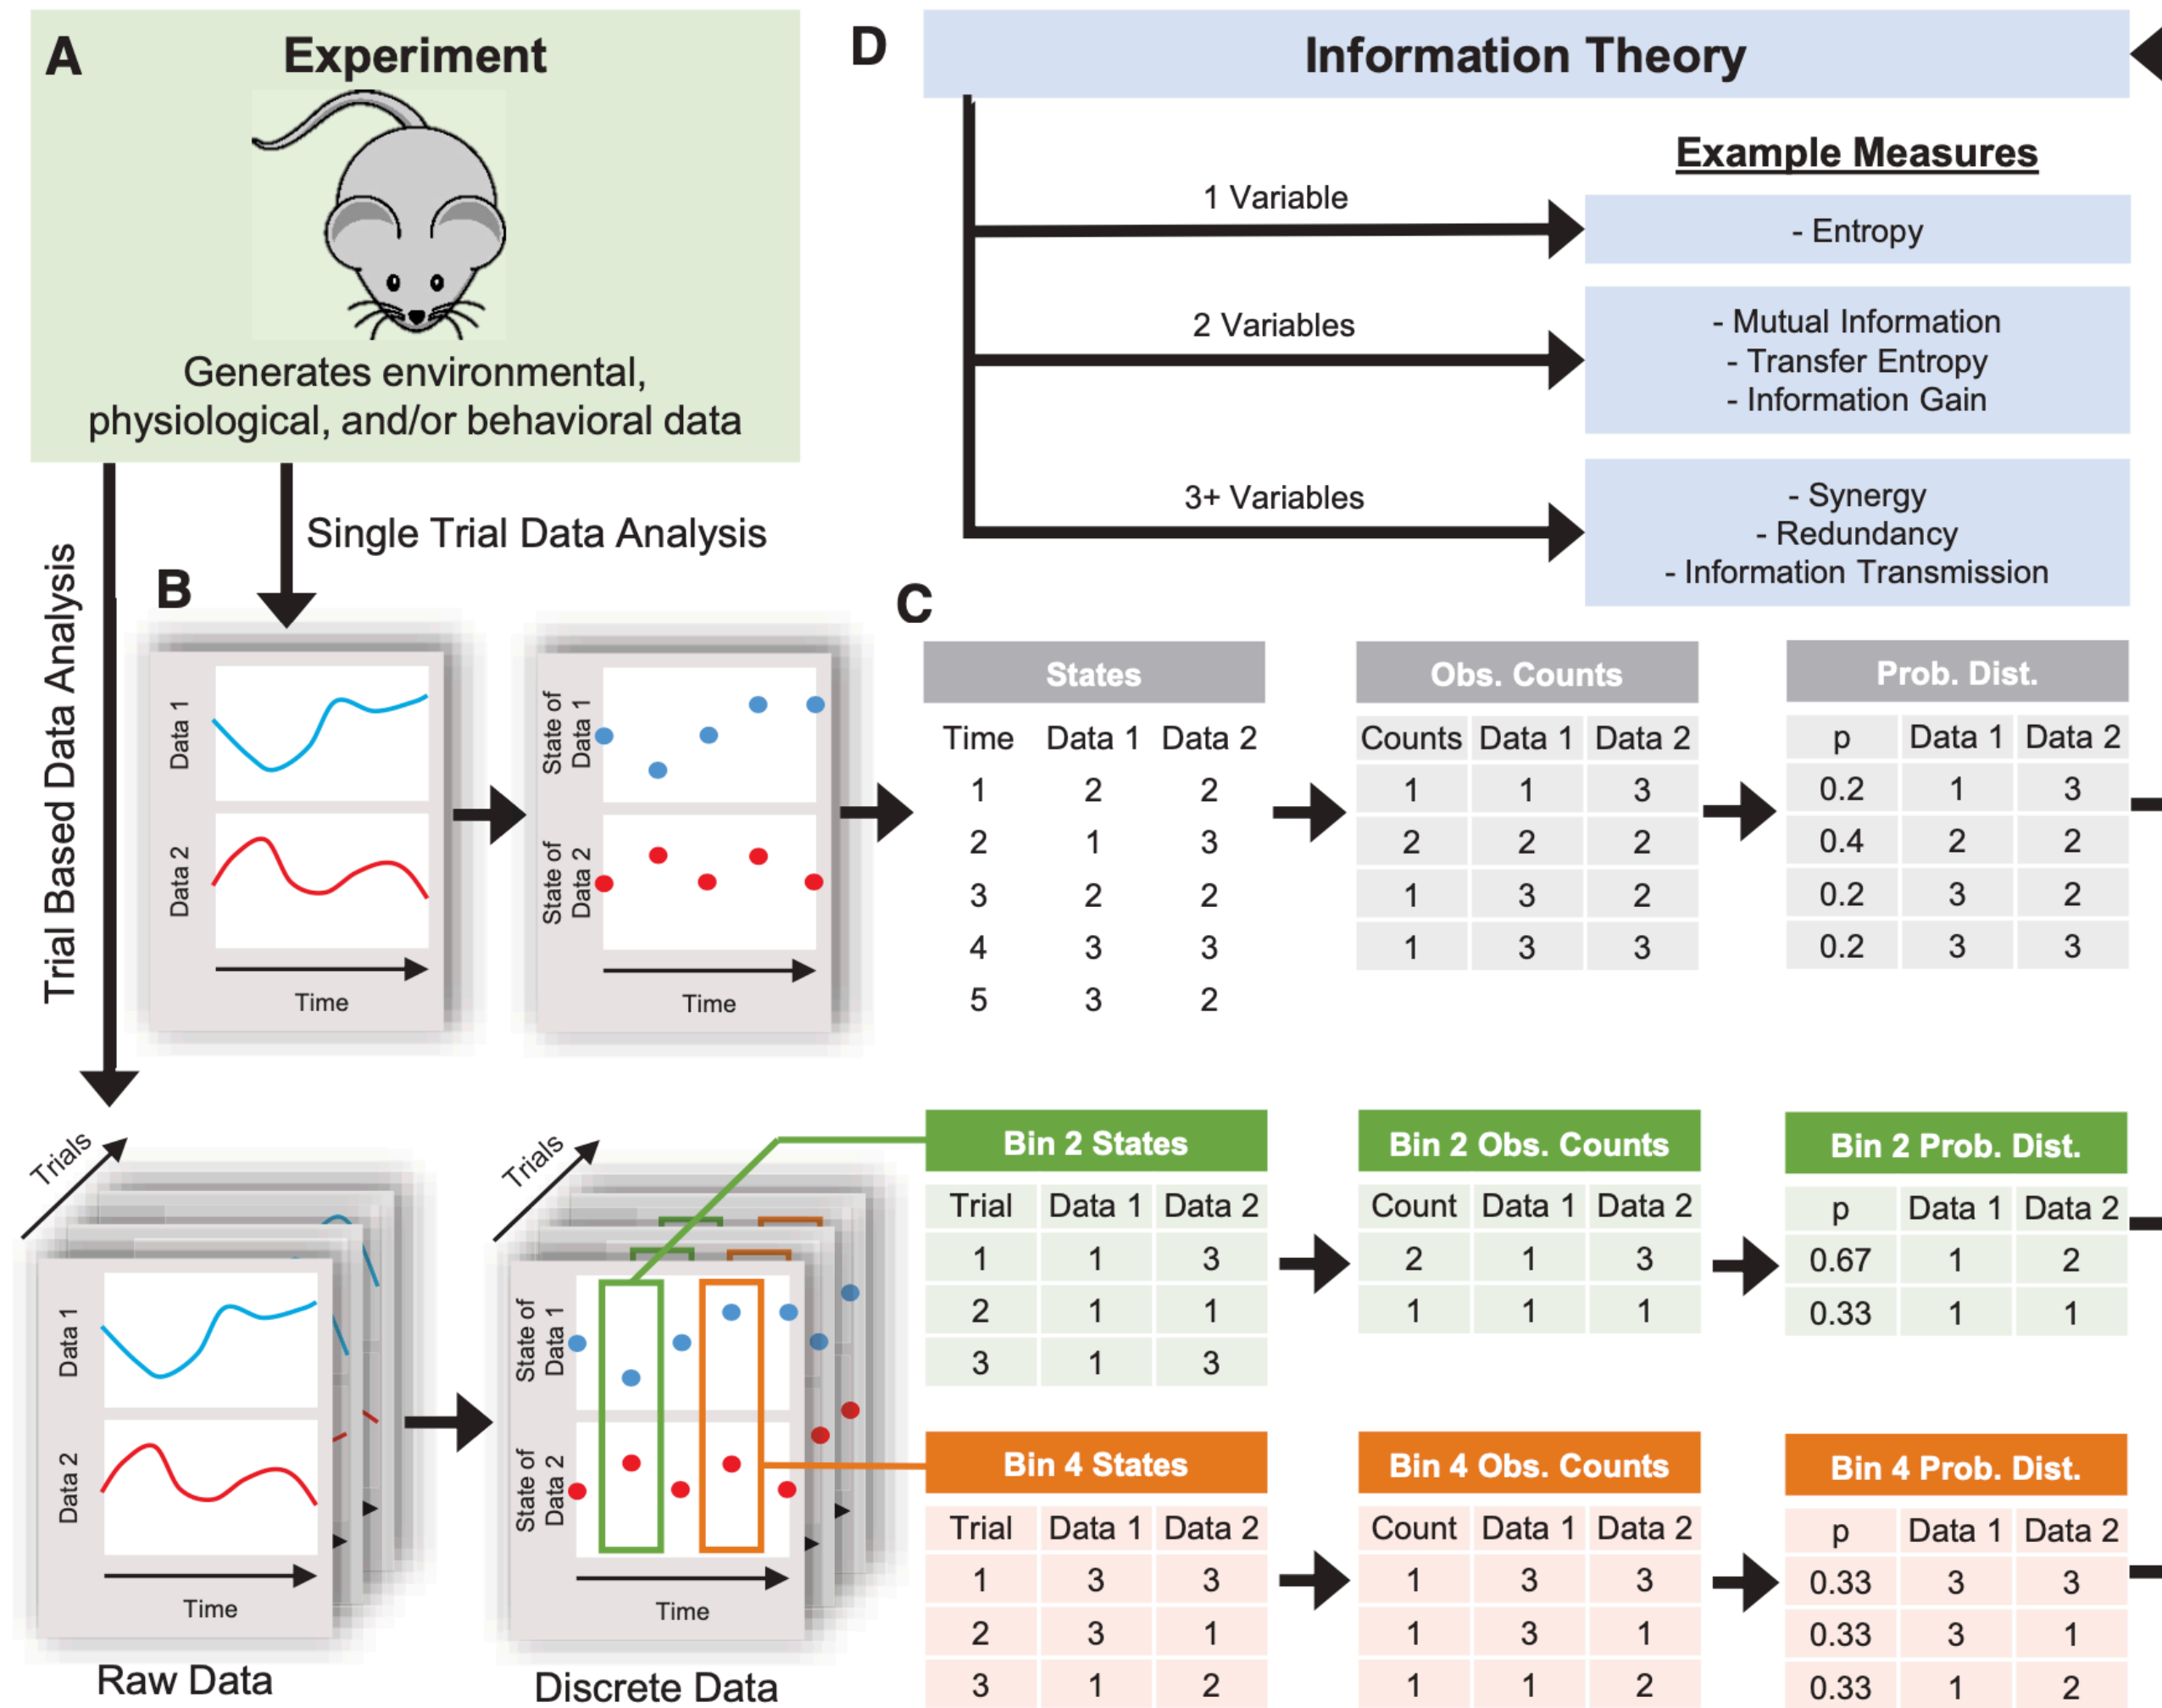 A
Experiment
Generates environmental,
physiological, and/or behavioral data
Trial Based Data Analysis
Single Trial Data Analysis
B
Data 1
Data 2
Time
State of
Data 1
State of
Data 2
Time
Trials
Data 1
Data 2
Time
Raw Data
Trials
State of
Data 1
State of
Data 2
Time
Discrete Data
C
States
Time Data 1 Data 2
1 2 2
2 1 3
3 2 2
4 3 3
5 3 2
Obs. Counts
Counts Data 1 Data 2
1 1 3
2 2 2
1 3 2
1 3 3
Prob. Dist.
p Data 1 Data 2
0.2 1 3
0.4 2 2
0.2 3 2
0.2 3 3
Bin 2 States
Trial Data 1 Data 2
1 1 3
2 1 1
3 1 3
Bin 2 Obs. Counts
Count Data 1 Data 2
2 1 3
1 1 1
Bin 2 Prob. Dist.
p Data 1 Data 2
0.67 1 2
0.33 1 1
Bin 4 States
Trial Data 1 Data 2
1 3 3
2 3 1
3 1 2
Bin 4 Obs. Counts
Count Data 1 Data 2
1 3 3
1 3 1
1 1 2
Bin 4 Prob. Dist.
p Data 1 Data 2
0.33 3 3
0.33 3 1
0.33 1 2
D
Information Theory
Example Measures
1 Variable
- Entropy
2 Variables
- Mutual Information
- Transfer Entropy
- Information Gain
3+ Variables
- Synergy
- Redundancy
- Information Transmission